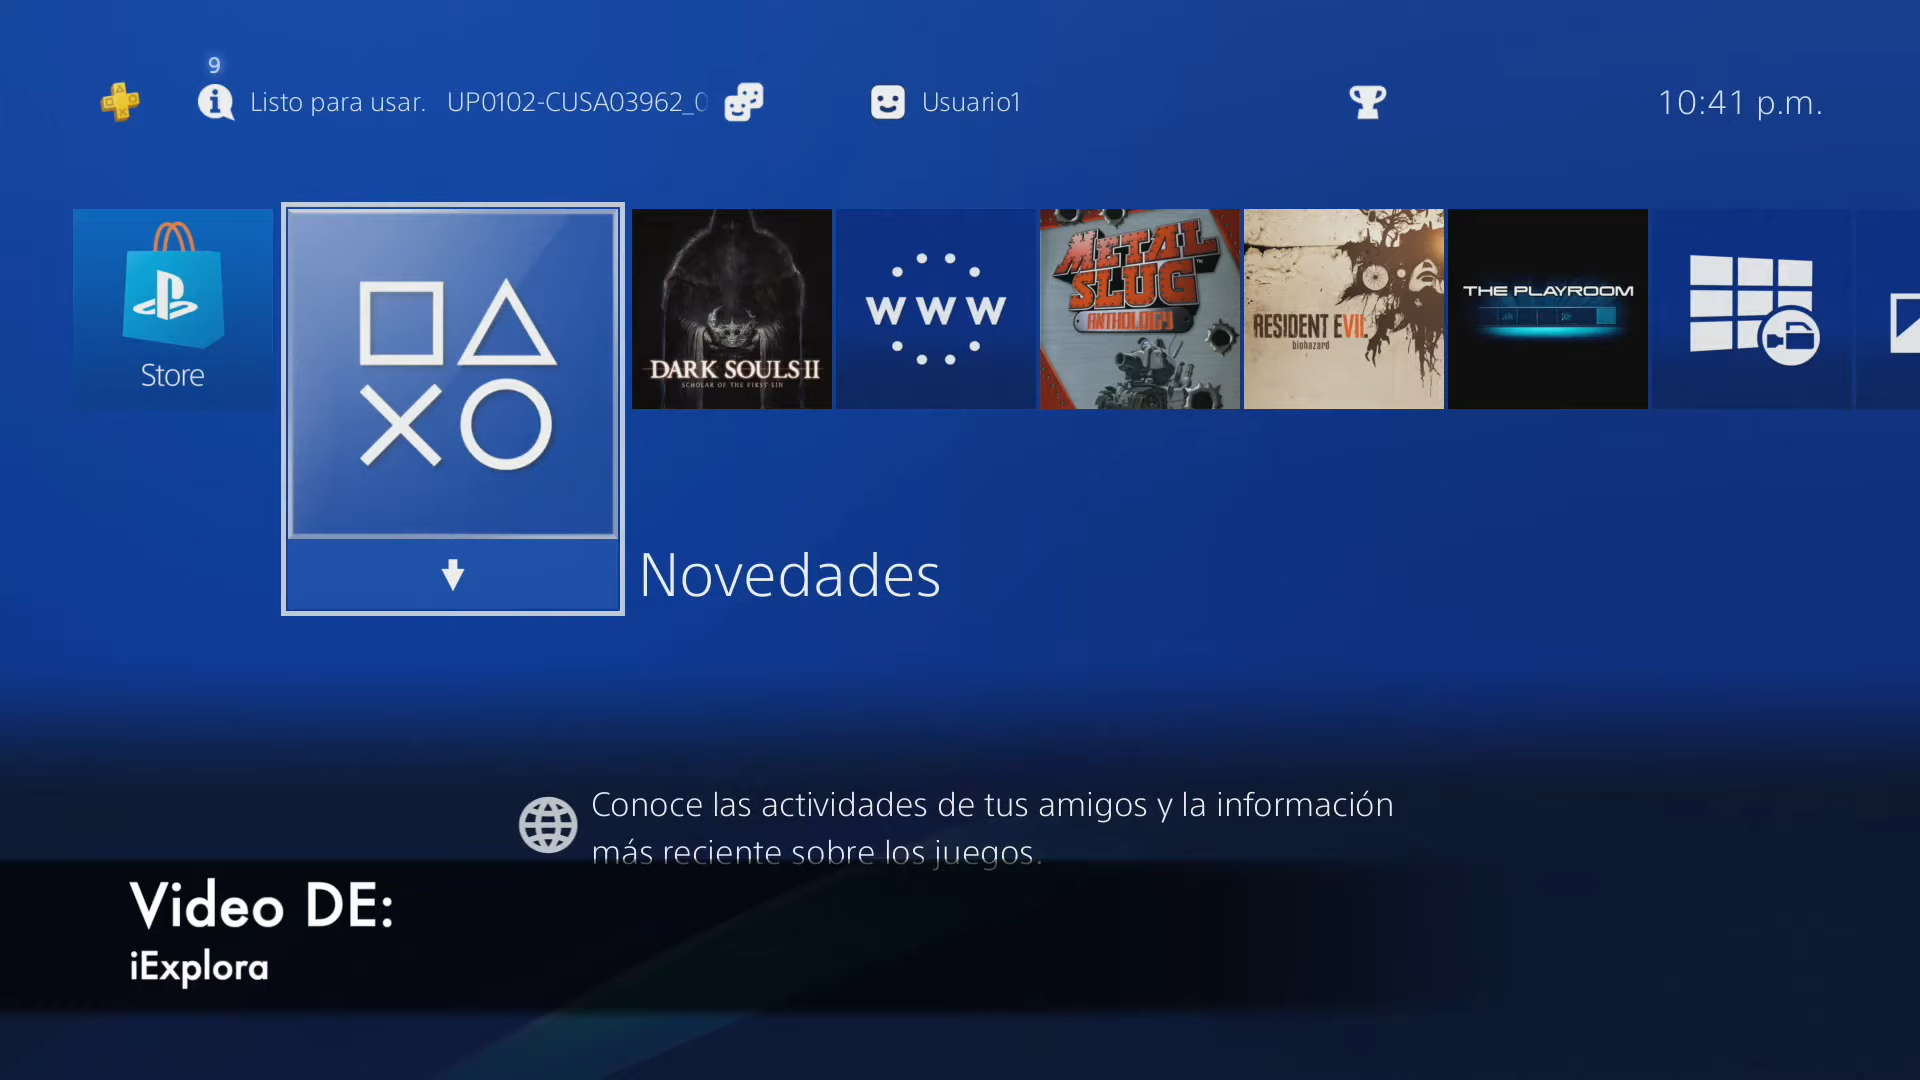 9
Listo para usar. UP0102-CUSA03962_0
Usuario1
10:41 p.m.
Store
DARK SOULS II
SCHOLAR OF THE FIRST SIN
WWW
METAL SLUG
ANTHOLOGY
RESIDENT EVIL
biohazard
THE PLAYROOM
Novedades
Conoce las actividades de tus amigos y la información
más reciente sobre los juegos.
Video DE:
iExplora